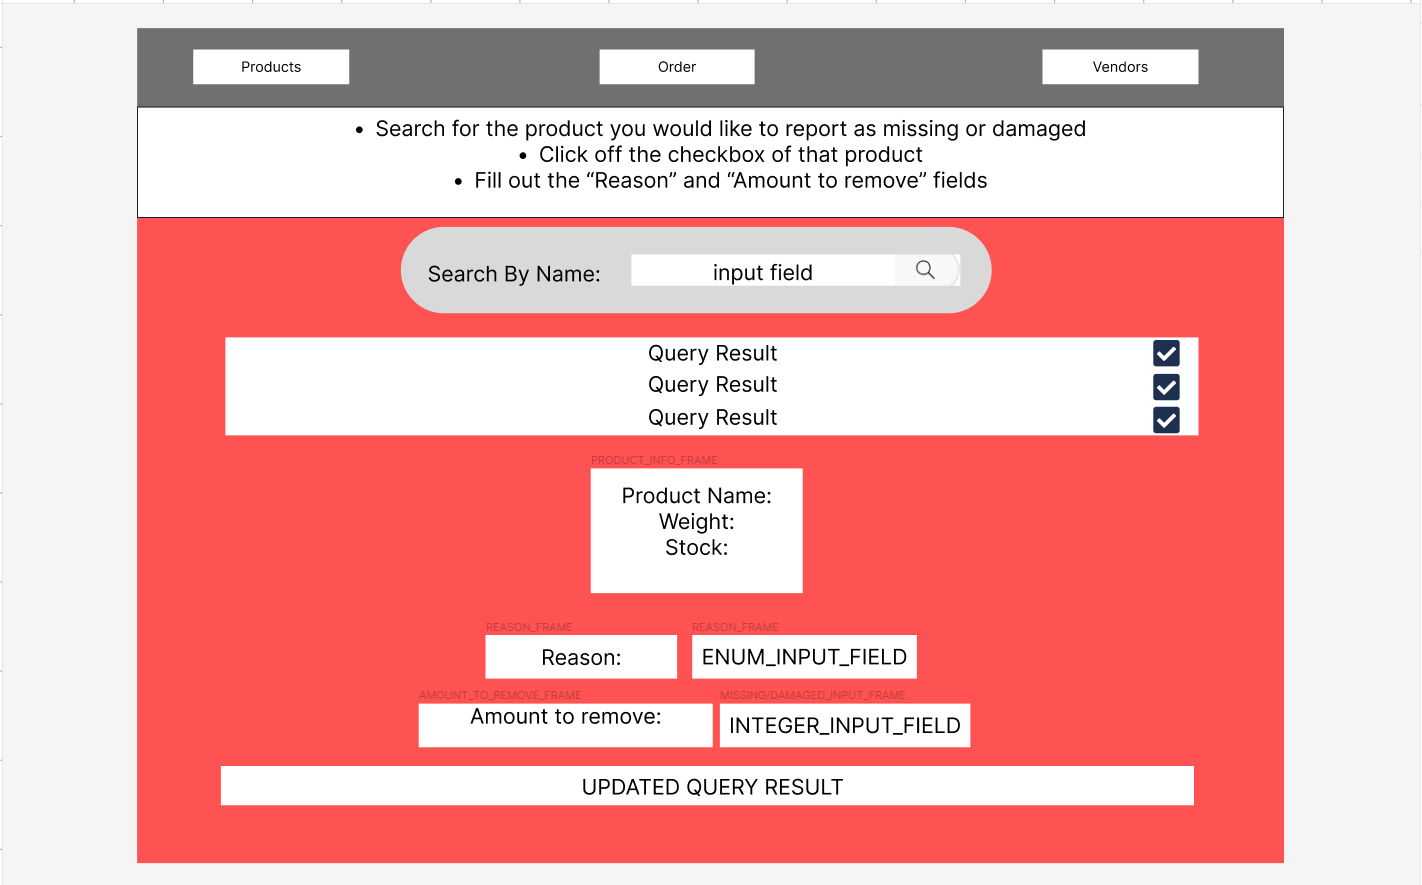 Products
Order
Vendors
• Search for the product you would like to report as missing or damaged
• Click off the checkbox of that product
• Fill out the “Reason” and “Amount to remove” fields
Search By Name:
input field
Query Result
Query Result
Query Result
PRODUCT_INFO_FRAME
Product Name:
Weight:
Stock:
REASON_FRAME
REASON_FRAME
Reason:
ENUM_INPUT_FIELD
AMOUNT_TO_REMOVE_FRAME
MISSING/DAMAGED_INPUT_FRAME
Amount to remove:
INTEGER_INPUT_FIELD
UPDATED QUERY RESULT